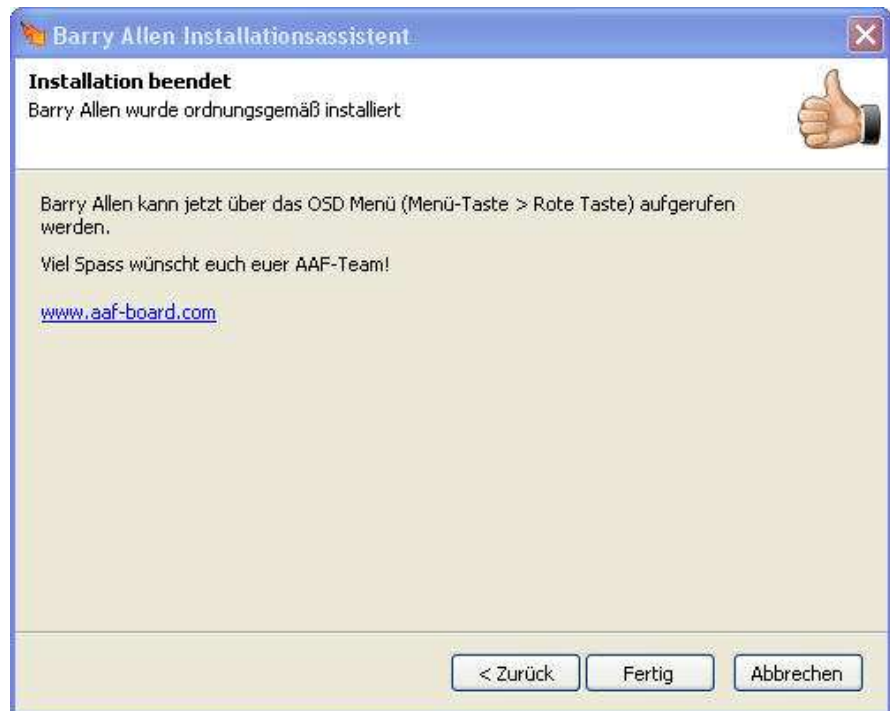 Barry Allen Installationsassistent
Installation beendet
Barry Allen wurde ordnungsgemäß installiert
Barry Allen kann jetzt über das OSD Menü (Menü-Taste > Rote Taste) aufgerufen
werden.
Viel Spass wünscht euch euer AAF-Team!
www.aaf-board.com
< Zurück
Fertig
Abbrechen